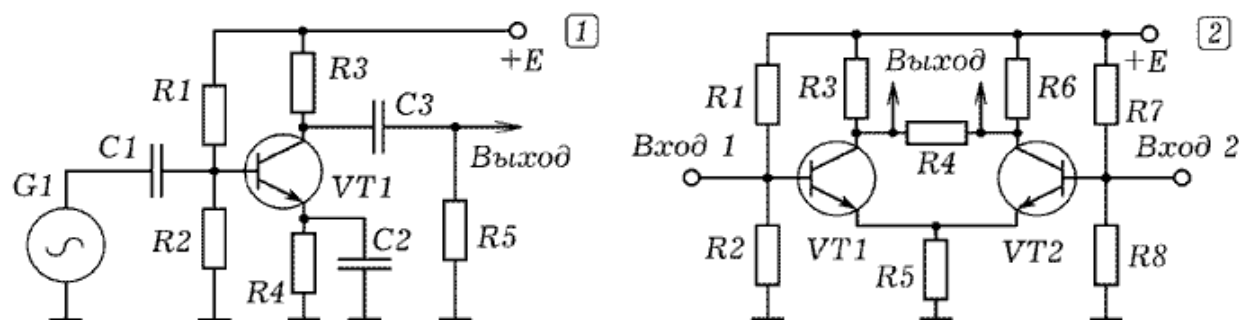 1
+E
R3
R1
C3
C1
Выход
G1
VT1
R2
C2
R5
R4
2
+E
Выход
R1
R3
R6
R7
Вход 1
R4
Вход 2
R2
VT1
VT2
R5
R8